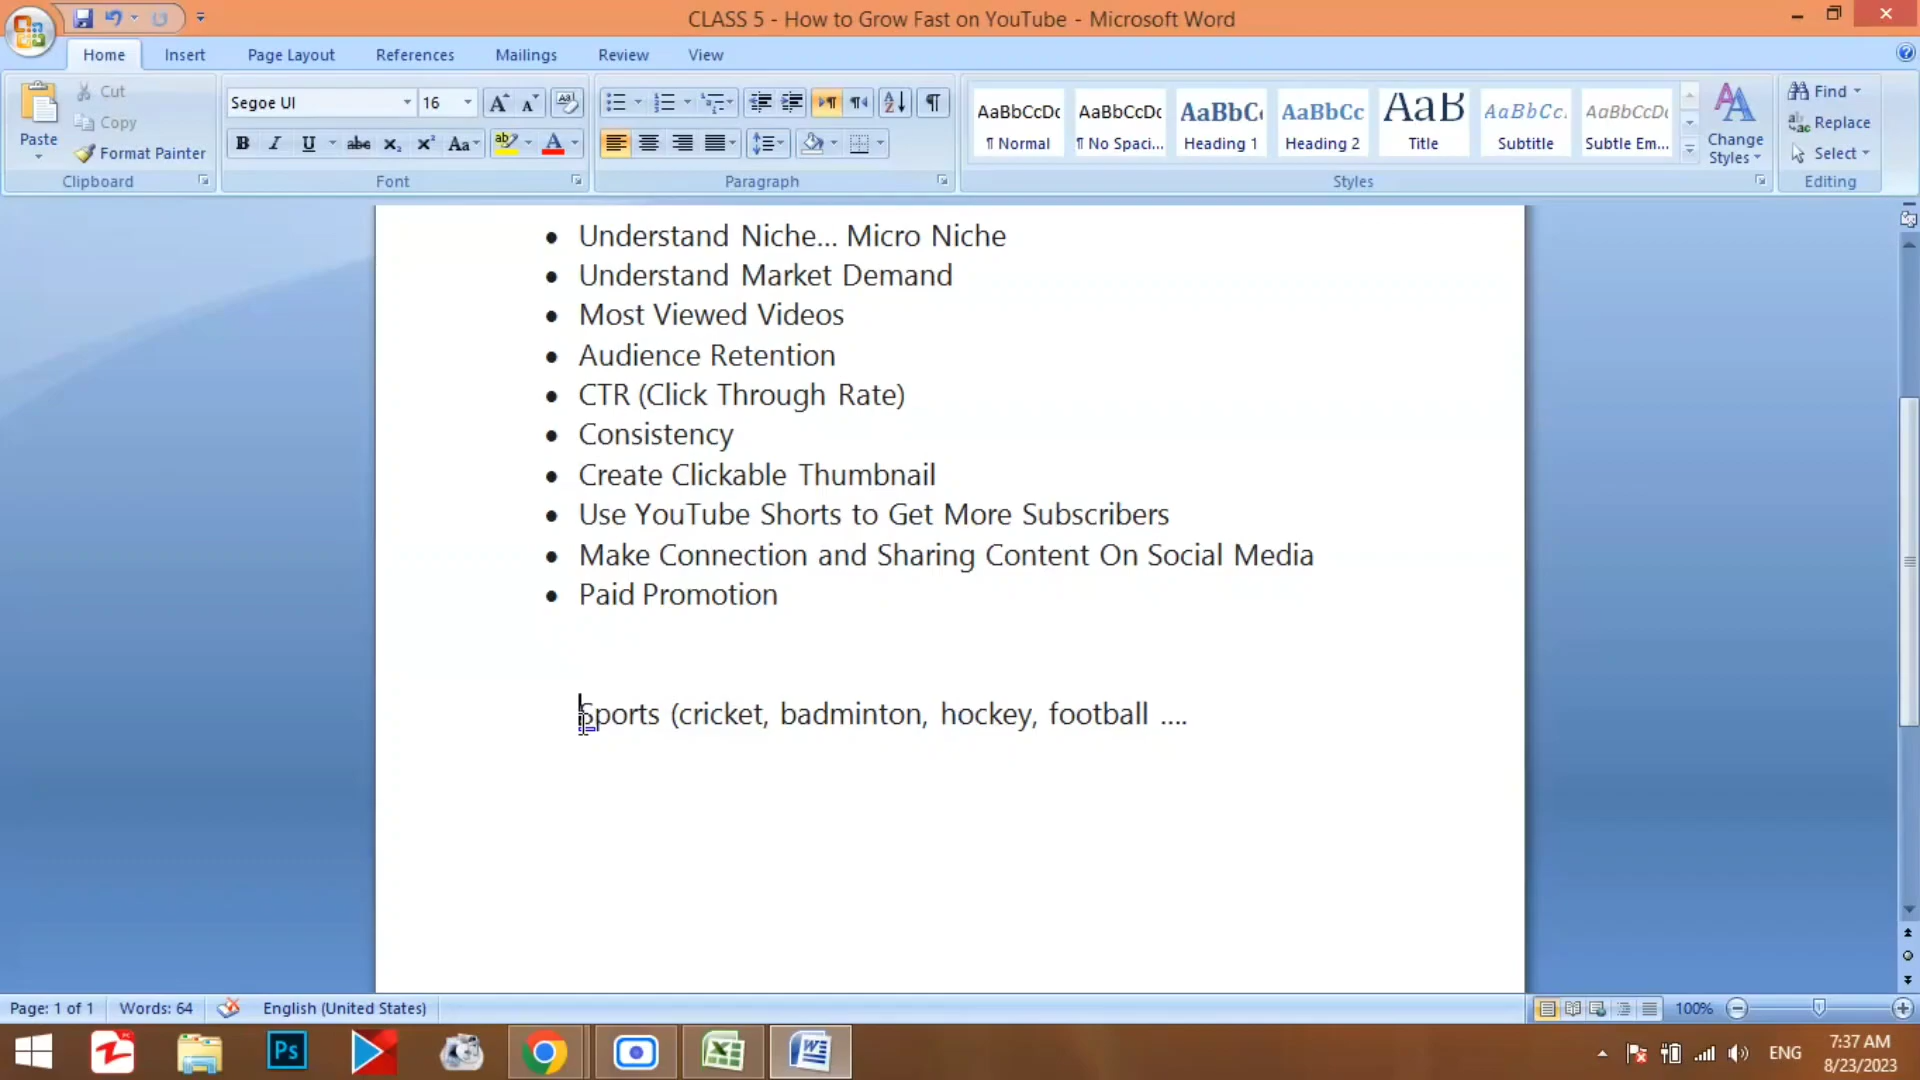 CLASS 5 - How to Grow Fast on YouTube - Microsoft Word
Home Insert Page Layout References Mailings Review View
Paste
Cut
Copy
Format Painter
Clipboard
Segoe UI 16
Font
Paragraph
AaBbCcDc AaBbCcDc AaBbC AaBbCc AaB AaBbCc. AaBbCcDc
¶ Normal ¶ No Spaci... Heading 1 Heading 2 Title Subtitle Subtle Em...
Change Styles
Styles
Find
Replace
Select
Editing
• Understand Niche... Micro Niche
• Understand Market Demand
• Most Viewed Videos
• Audience Retention
• CTR (Click Through Rate)
• Consistency
• Create Clickable Thumbnail
• Use YouTube Shorts to Get More Subscribers
• Make Connection and Sharing Content On Social Media
• Paid Promotion
Sports (cricket, badminton, hockey, football ....
Page: 1 of 1 Words: 64 English (United States) 100%
Ps
ENG
7:37 AM
8/23/2023